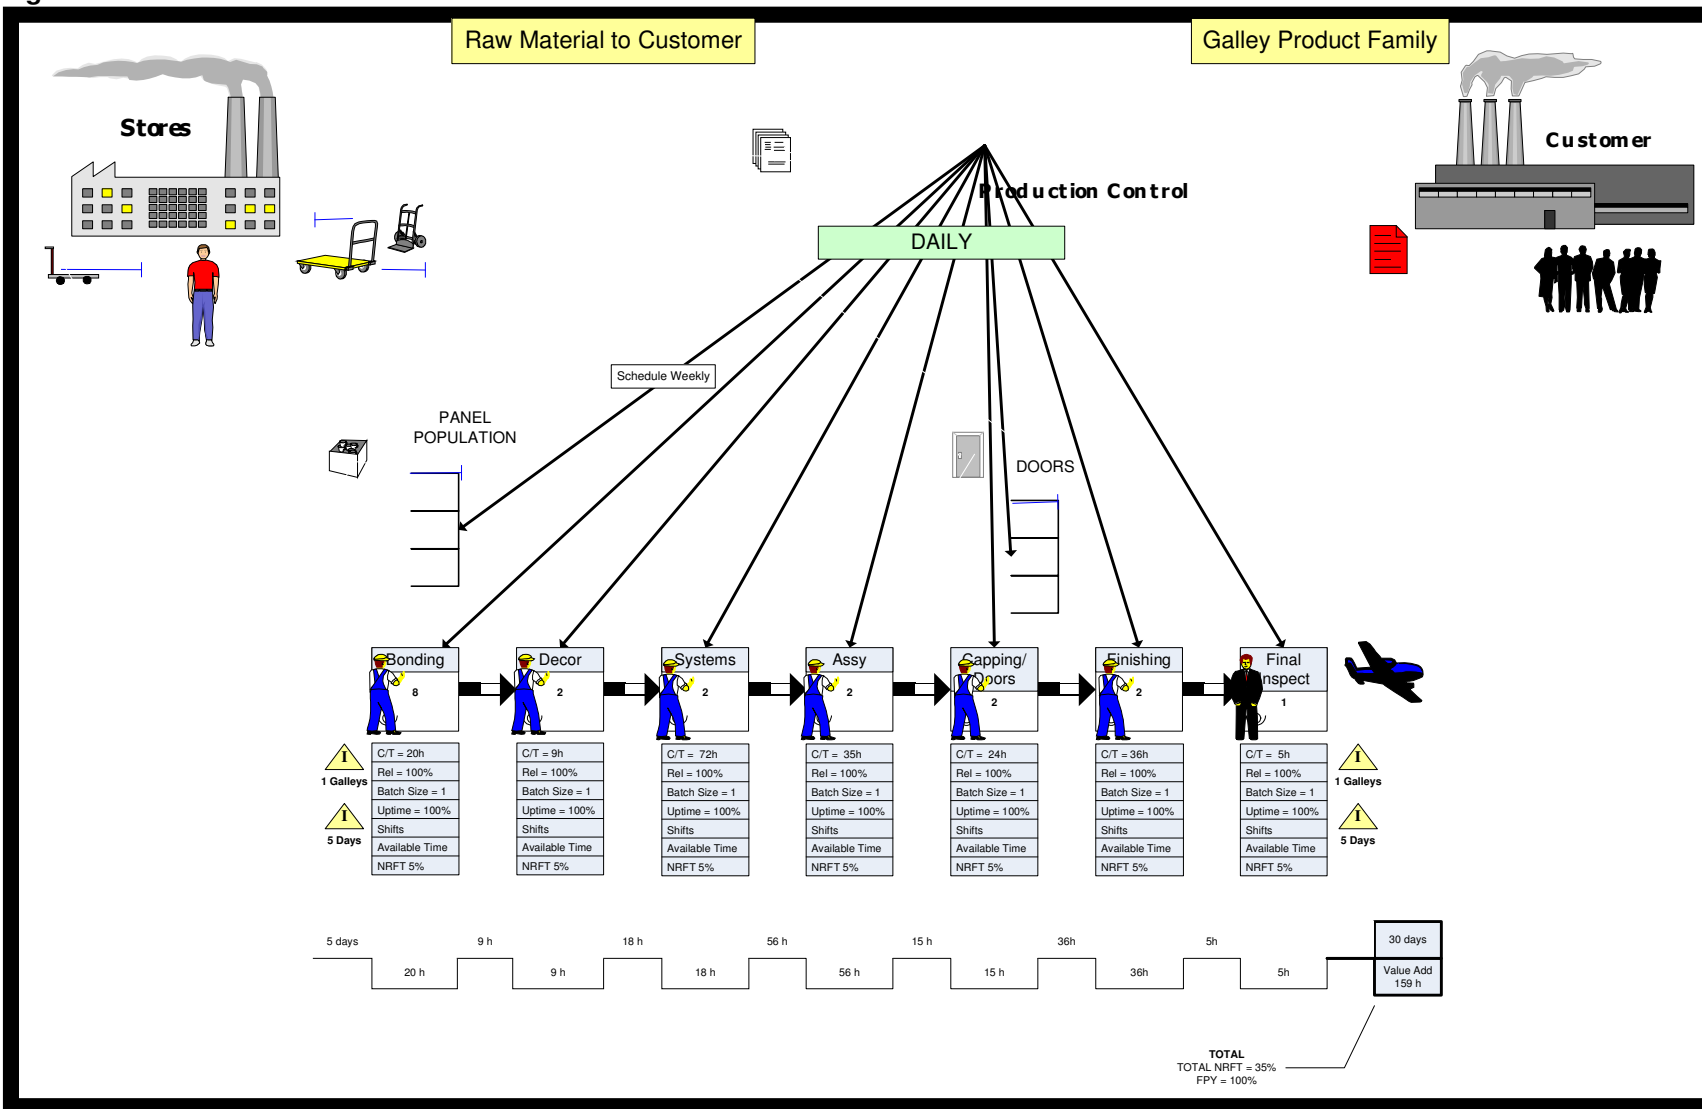 Raw Material to Customer
Galley Product Family
Stores
Customer
Production Control
DAILY
Schedule Weekly
PANEL
POPULATION
DOORS
Bonding
8
Decor
2
Systems
2
Assy
2
Capping/
Doors
2
Finishing
2
Final
Inspect
1
I
1 Galleys
I
5 Days
C/T = 20h
Rel = 100%
Batch Size = 1
Uptime = 100%
Shifts
Available Time
NRFT 5%
C/T = 9h
Rel = 100%
Batch Size = 1
Uptime = 100%
Shifts
Available Time
NRFT 5%
C/T = 72h
Rel = 100%
Batch Size = 1
Uptime = 100%
Shifts
Available Time
NRFT 5%
C/T = 35h
Rel = 100%
Batch Size = 1
Uptime = 100%
Shifts
Available Time
NRFT 5%
C/T = 24h
Rel = 100%
Batch Size = 1
Uptime = 100%
Shifts
Available Time
NRFT 5%
C/T = 36h
Rel = 100%
Batch Size = 1
Uptime = 100%
Shifts
Available Time
NRFT 5%
C/T = 5h
Rel = 100%
Batch Size = 1
Uptime = 100%
Shifts
Available Time
NRFT 5%
I
1 Galleys
I
5 Days
5 days
9 h
18 h
56 h
15 h
36h
5h
30 days
20 h
9 h
18 h
56 h
15 h
36h
5h
Value Add
159 h
TOTAL
TOTAL NRFT = 35%
FPY = 100%